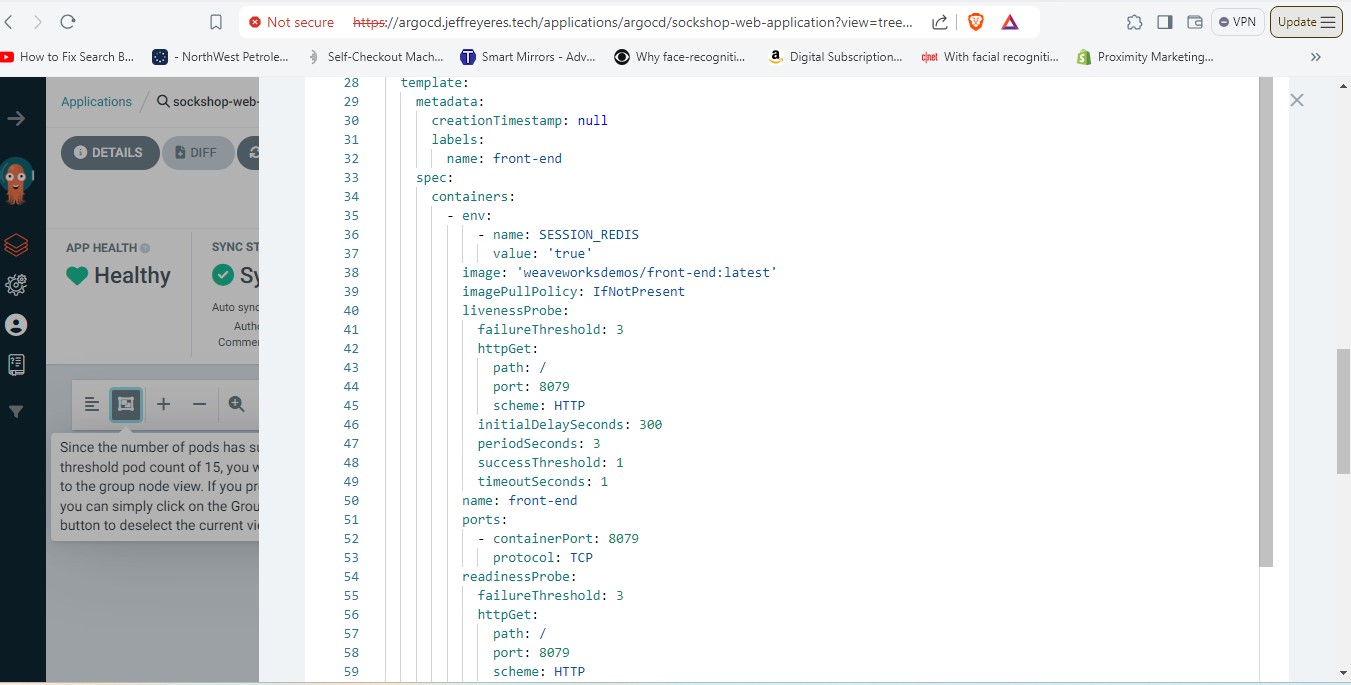 Not secure https://argocd.jeffreyeres.tech/applications/argocd/sockshop-web-application?view=tree... VPN Update
How to Fix Search B... - NorthWest Petrole... Self-Checkout Mach... Smart Mirrors - Adv... Why face-recogniti... a Digital Subscription... c|net With facial recogniti... Proximity Marketing... »
Applications / sockshop-web-
DETAILS DIFF
APP HEALTH SYNC ST
Healthy Sy
Auto sync
Auth
Commen
Since the number of pods has su
threshold pod count of 15, you w
to the group node view. If you pr
you can simply click on the Grou
button to deselect the current vi
28 template:
29 metadata:
30 creationTimestamp: null
31 labels:
32 name: front-end
33 spec:
34 containers:
35 - env:
36 - name: SESSION_REDIS
37 value: 'true'
38 image: 'weaveworksdemos/front-end:latest'
39 imagePullPolicy: IfNotPresent
40 livenessProbe:
41 failureThreshold: 3
42 httpGet:
43 path: /
44 port: 8079
45 scheme: HTTP
46 initialDelaySeconds: 300
47 periodSeconds: 3
48 successThreshold: 1
49 timeoutSeconds: 1
50 name: front-end
51 ports:
52 - containerPort: 8079
53 protocol: TCP
54 readinessProbe:
55 failureThreshold: 3
56 httpGet:
57 path: /
58 port: 8079
59 scheme: HTTP